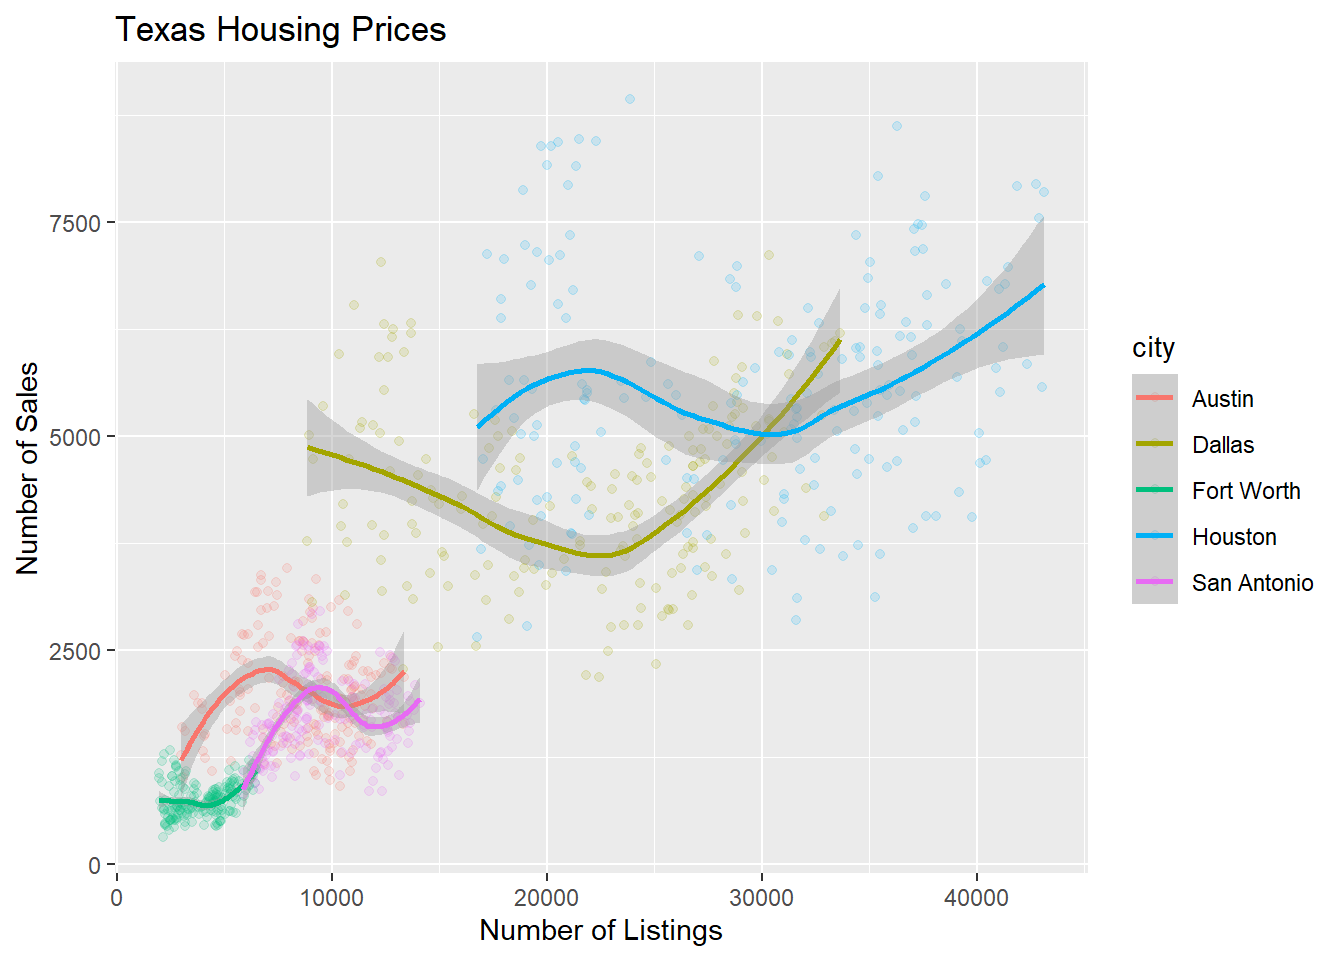 Texas Housing Prices
Number of Sales
7500
5000
2500
0
0
10000
20000
30000
40000
Number of Listings
city
Austin
Dallas
Fort Worth
Houston
San Antonio